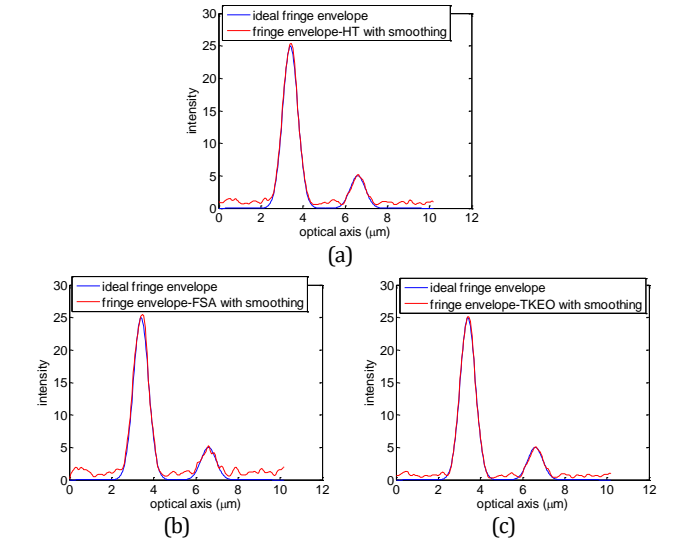 30
ideal fringe envelope
fringe envelope-HT with smoothing
25
20
15
10
5
0
intensity
0 2 4 6 8 10 12
optical axis (μm)
(a)
30
ideal fringe envelope
fringe envelope-FSA with smoothing
25
20
15
10
5
0
intensity
0 2 4 6 8 10 12
optical axis (μm)
(b)
30
ideal fringe envelope
fringe envelope-TKEO with smoothing
25
20
15
10
5
0
intensity
0 2 4 6 8 10 12
optical axis (μm)
(c)